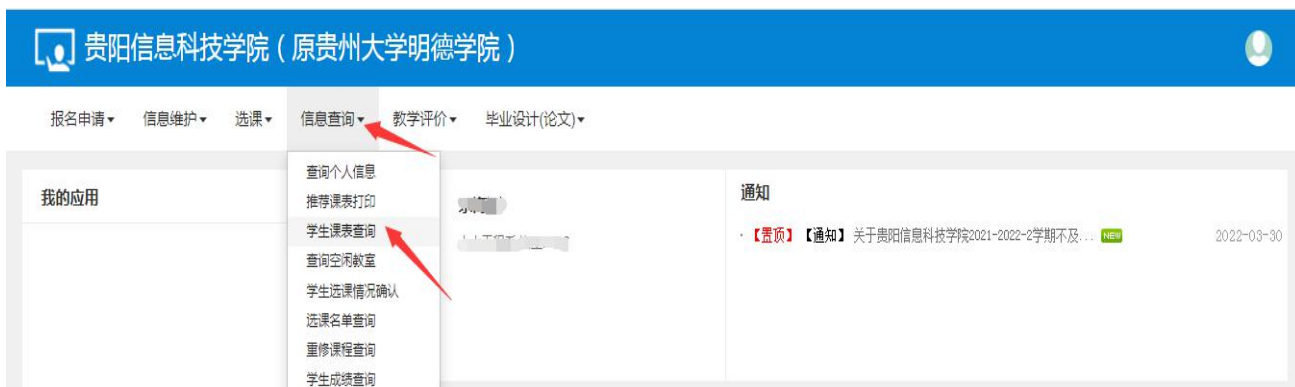 贵阳信息科技学院（原贵州大学明德学院）
报名申请▾ 信息维护▾ 选课▾ 信息查询▾ 教学评价▾ 毕业设计(论文)▾
查询个人信息
推荐课表打印
学生课表查询
查询空闲教室
学生选课情况确认
选课名单查询
重修课程查询
学生成绩查询
我的应用
通知
· 【置顶】【通知】关于贵阳信息科技学院2021-2022-2学期不及... NEW 2022-03-30